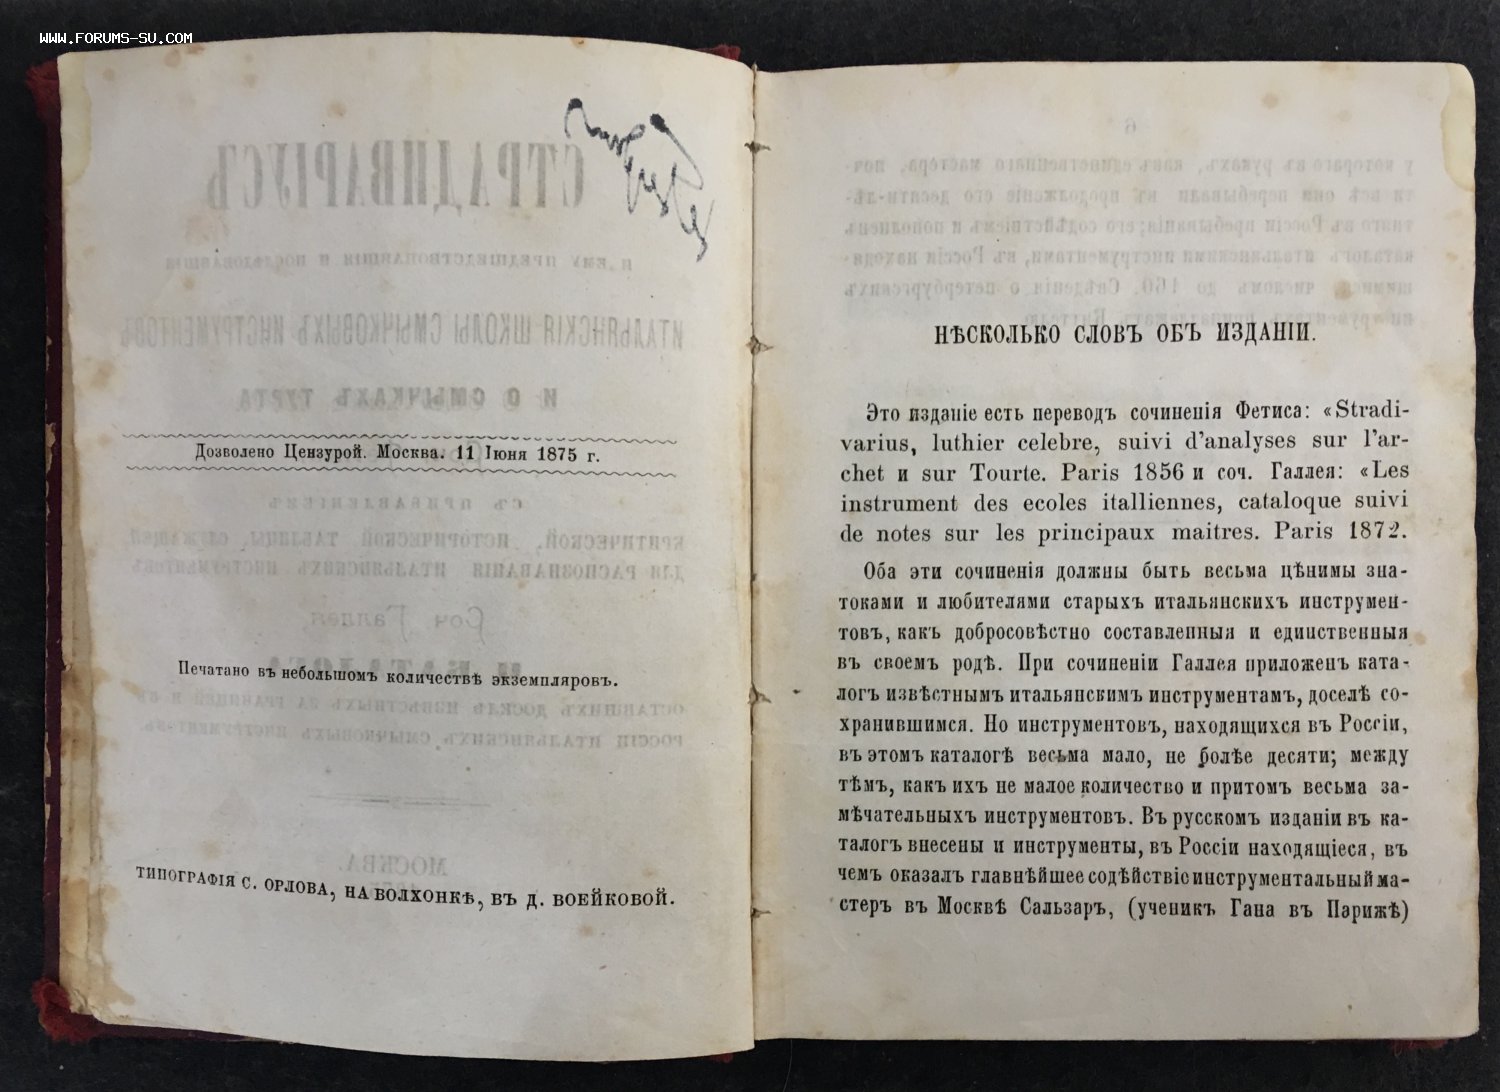 WWW.FORUMS-SU.COM
Дозволено Цензурой. Москва. 11 Іюня 1875 г.
Печатано въ небольшомъ количествѣ экземпляровъ.
ТИПОГРАФІЯ С. ОРЛОВА, НА ВОЛХОНКѢ, ВЪ Д. ВОЕЙКОВОЙ.
НѢСКОЛЬКО СЛОВЪ ОБЪ ИЗДАНІИ.
Это изданіе есть переводъ сочиненія Фетиса: «Stradi-
varius, luthier celebre, suivi d'analyses sur l'ar-
chet и sur Tourte. Paris 1856 и соч. Галлея: «Les
instrument des ecoles italliennes, cataloque suivi
de notes sur les principaux maitres. Paris 1872.
Оба эти сочиненія должны быть весьма цѣнимы зна-
токами и любителями старыхъ итальянскихъ инструмен-
товъ, какъ добросовѣстно составленныя и единственныя
въ своемъ родѣ. При сочиненіи Галлея приложенъ ката-
логъ извѣстнымъ итальянскимъ инструментамъ, доселѣ со-
хранившимся. Но инструментовъ, находящихся въ Россіи,
въ этомъ каталогѣ весьма мало, не болѣе десяти; между
тѣмъ, какъ ихъ не малое количество и притомъ весьма за-
мѣчательныхъ инструментовъ. Въ русскомъ изданіи въ ка-
талогъ внесены и инструменты, въ Россіи находящіеся, въ
чемъ оказалъ главнѣйшее содѣйствіе инструментальный ма-
стеръ въ Москвѣ Сальзаръ, (ученикъ Гана въ Парижѣ)